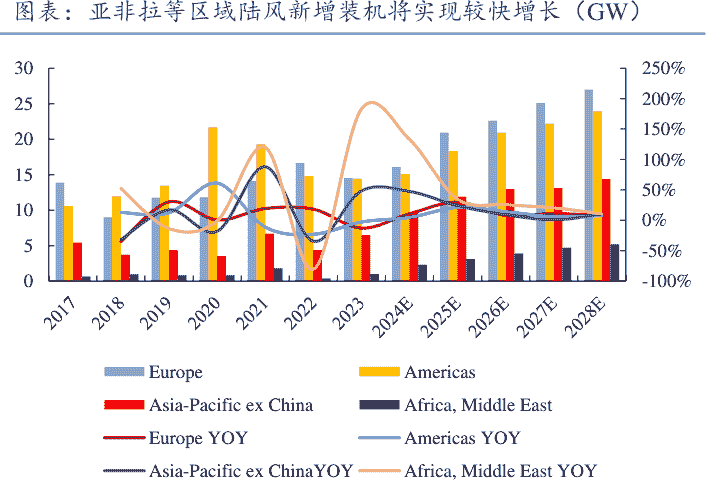 图表：亚非拉等区域陆风新增装机将实现较快增长（GW）
30 250%
25 200%
20 150%
15 100%
10 50%
5 0%
0 -50%
-100%
2017 2018 2019 2020 2021 2022 2023 2024E 2025E 2026E 2027E 2028E
Europe Americas
Asia-Pacific ex China Africa, Middle East
Europe YOY Americas YOY
Asia-Pacific ex ChinaYOY Africa, Middle East YOY